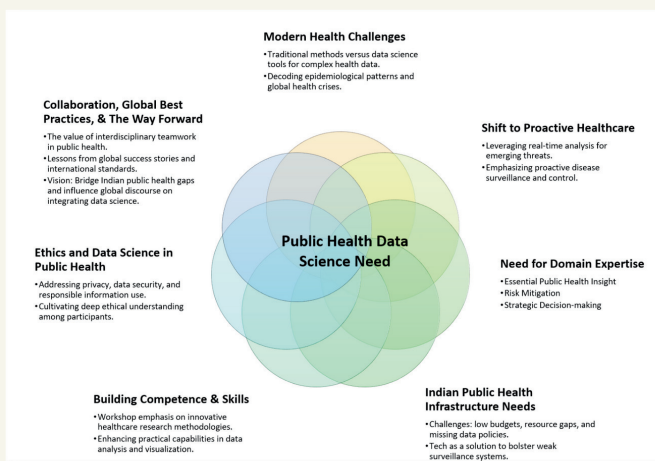 Modern Health Challenges
•Traditional methods versus data science
tools for complex health data.
•Decoding epidemiological patterns and
global health crises.
Shift to Proactive Healthcare
•Leveraging real-time analysis for
emerging threats.
•Emphasizing proactive disease
surveillance and control.
Need for Domain Expertise
•Essential Public Health Insight
•Risk Mitigation
•Strategic Decision-making
Indian Public Health
Infrastructure Needs
•Challenges: low budgets, resource gaps, and
missing data policies.
•Tech as a solution to bolster weak
surveillance systems.
Building Competence & Skills
•Workshop emphasis on innovative
healthcare research methodologies.
•Enhancing practical capabilities in data
analysis and visualization.
Ethics and Data Science in
Public Health
•Addressing privacy, data security, and
responsible information use.
•Cultivating deep ethical understanding
among participants.
Collaboration, Global Best
Practices, & The Way Forward
•The value of interdisciplinary teamwork
in public health.
•Lessons from global success stories and
international standards.
•Vision: Bridge Indian public health gaps
and influence global discourse on
integrating data science.
Public Health Data
Science Need